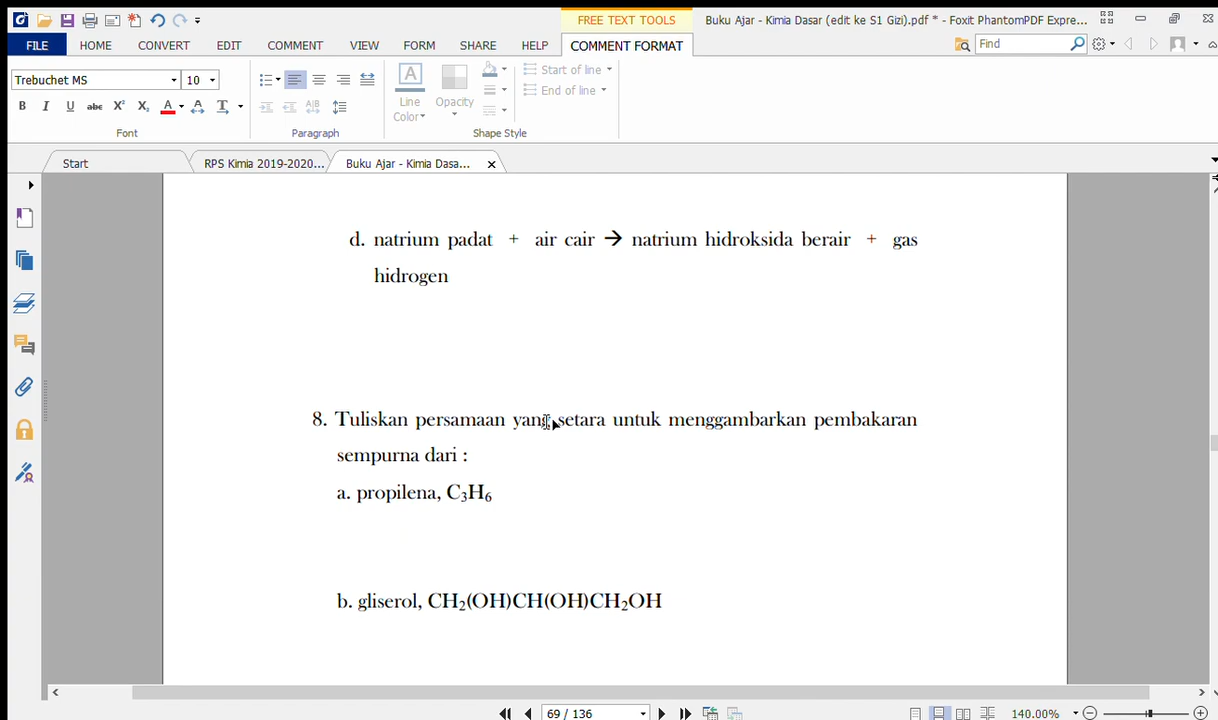 FREE TEXT TOOLS
Buku Ajar - Kimia Dasar (edit ke S1 Gizi).pdf * - Foxit PhantomPDF Expre...
FILE HOME CONVERT EDIT COMMENT VIEW FORM SHARE HELP COMMENT FORMAT Find
Trebuchet MS 10
Line Color
Opacity
Start of line
End of line
B I U abc X² X₂ A A T A|B
Font Paragraph Shape Style
Start RPS Kimia 2019-2020... Buku Ajar - Kimia Dasa...
d. natrium padat + air cair → natrium hidroksida berair + gas
hidrogen
8. Tuliskan persamaan yang setara untuk menggambarkan pembakaran
sempurna dari :
a. propilena, C₃H₆
b. gliserol, CH₂(OH)CH(OH)CH₂OH
69 / 136 140.00%